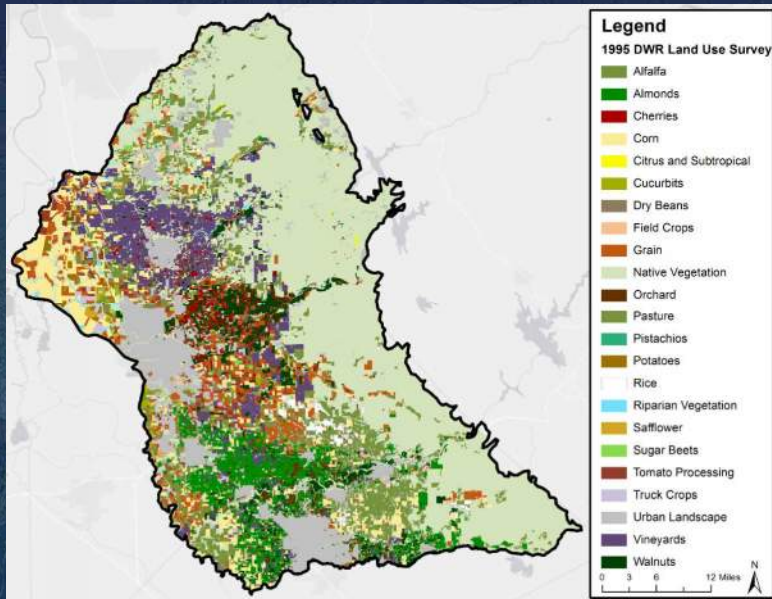 Legend
1995 DWR Land Use Survey
Alfalfa
Almonds
Cherries
Corn
Citrus and Subtropical
Cucurbits
Dry Beans
Field Crops
Grain
Native Vegetation
Orchard
Pasture
Pistachios
Potatoes
Rice
Riparian Vegetation
Safflower
Sugar Beets
Tomato Processing
Truck Crops
Urban Landscape
Vineyards
Walnuts
N
0 3 6 12 Miles